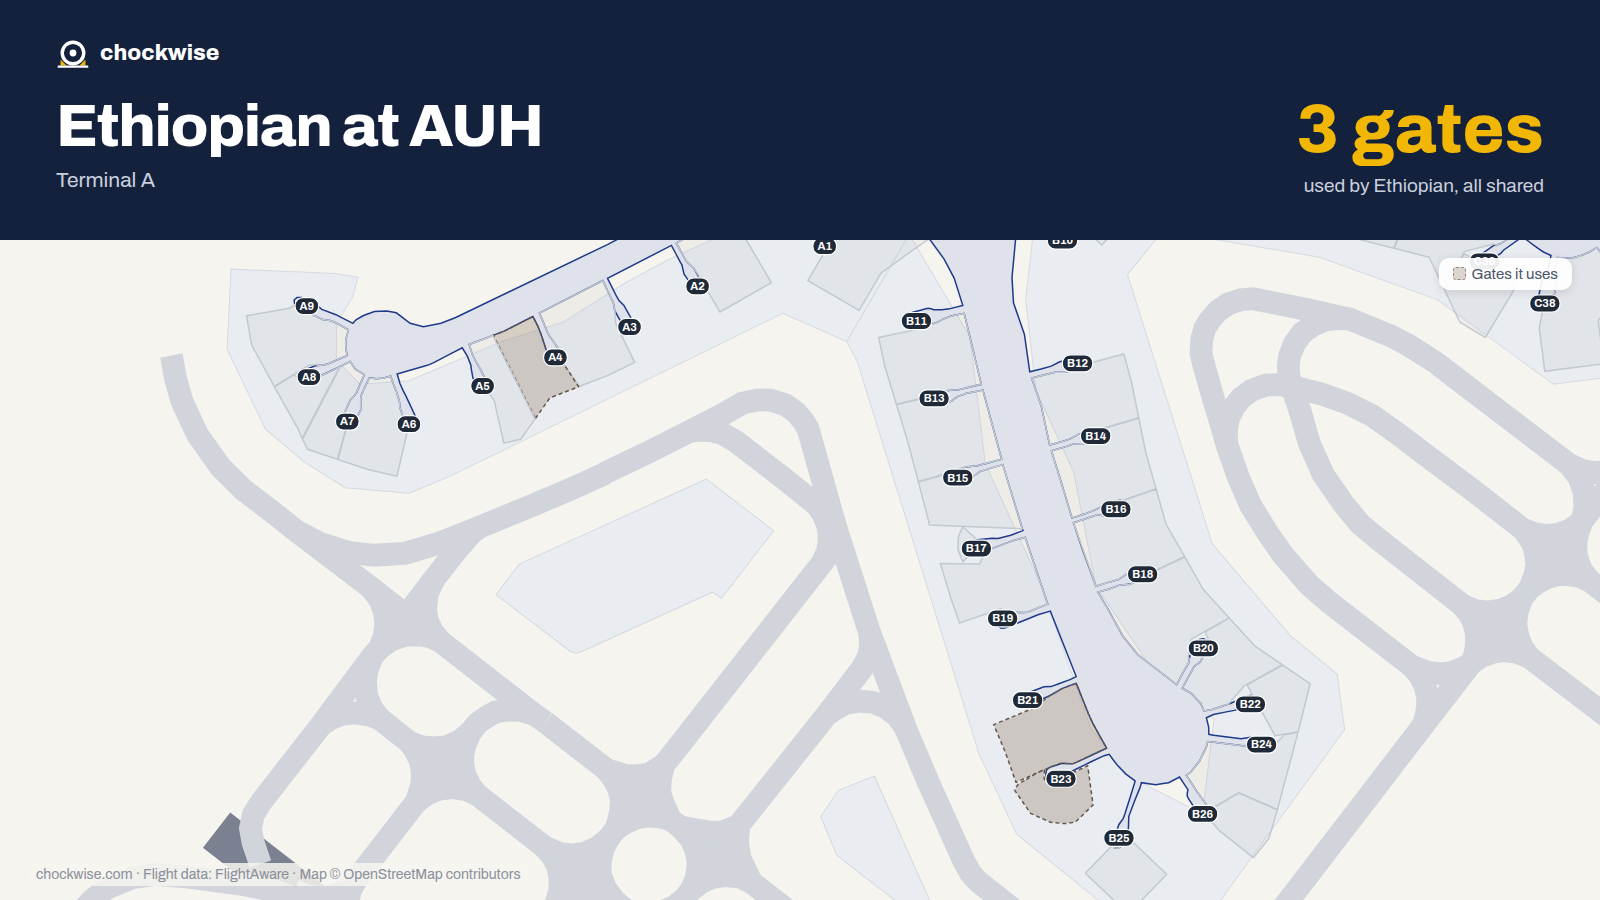 chockwise
Ethiopian at AUH
Terminal A
3 gates
used by Ethiopian, all shared
A1
B10
Gates it uses
A2
A9
C38
B11
A3
A4
B12
A8
A5
B13
A7
A6
B14
B15
B16
B17
B18
B19
B20
B21
B22
B24
B23
B26
B25
chockwise.com · Flight data: FlightAware · Map © OpenStreetMap contributors